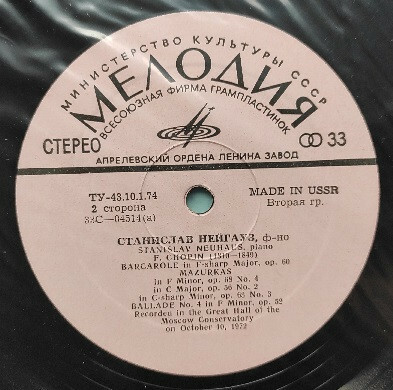 МИНИСТЕРСТВО КУЛЬТУРЫ СССР
МЕЛОДИЯ
ВСЕСОЮЗНАЯ ФИРМА ГРАМПЛАСТИНОК
СТЕРЕО
33
АПРЕЛЕВСКИЙ ОРДЕНА ЛЕНИНА ЗАВОД
ТУ-43.10.1.74
MADE IN USSR
2 сторона
Вторая гр.
33С—04514(а)
СТАНИСЛАВ НЕЙГАУЗ, ф-но
STANISLAV NEUHAUS, piano
F. CHOPIN (1810—1849)
BARCAROLE in F-sharp Major, op. 60
MAZURKAS
in F Minor, op. 68 No. 4
in C Major, op. 56 No. 2
in C-sharp Minor, op. 63 No. 3
BALLADE No. 4 in F Minor, op. 52
Recorded in the Great Hall of the
Moscow Conservatory
on October 10, 1972